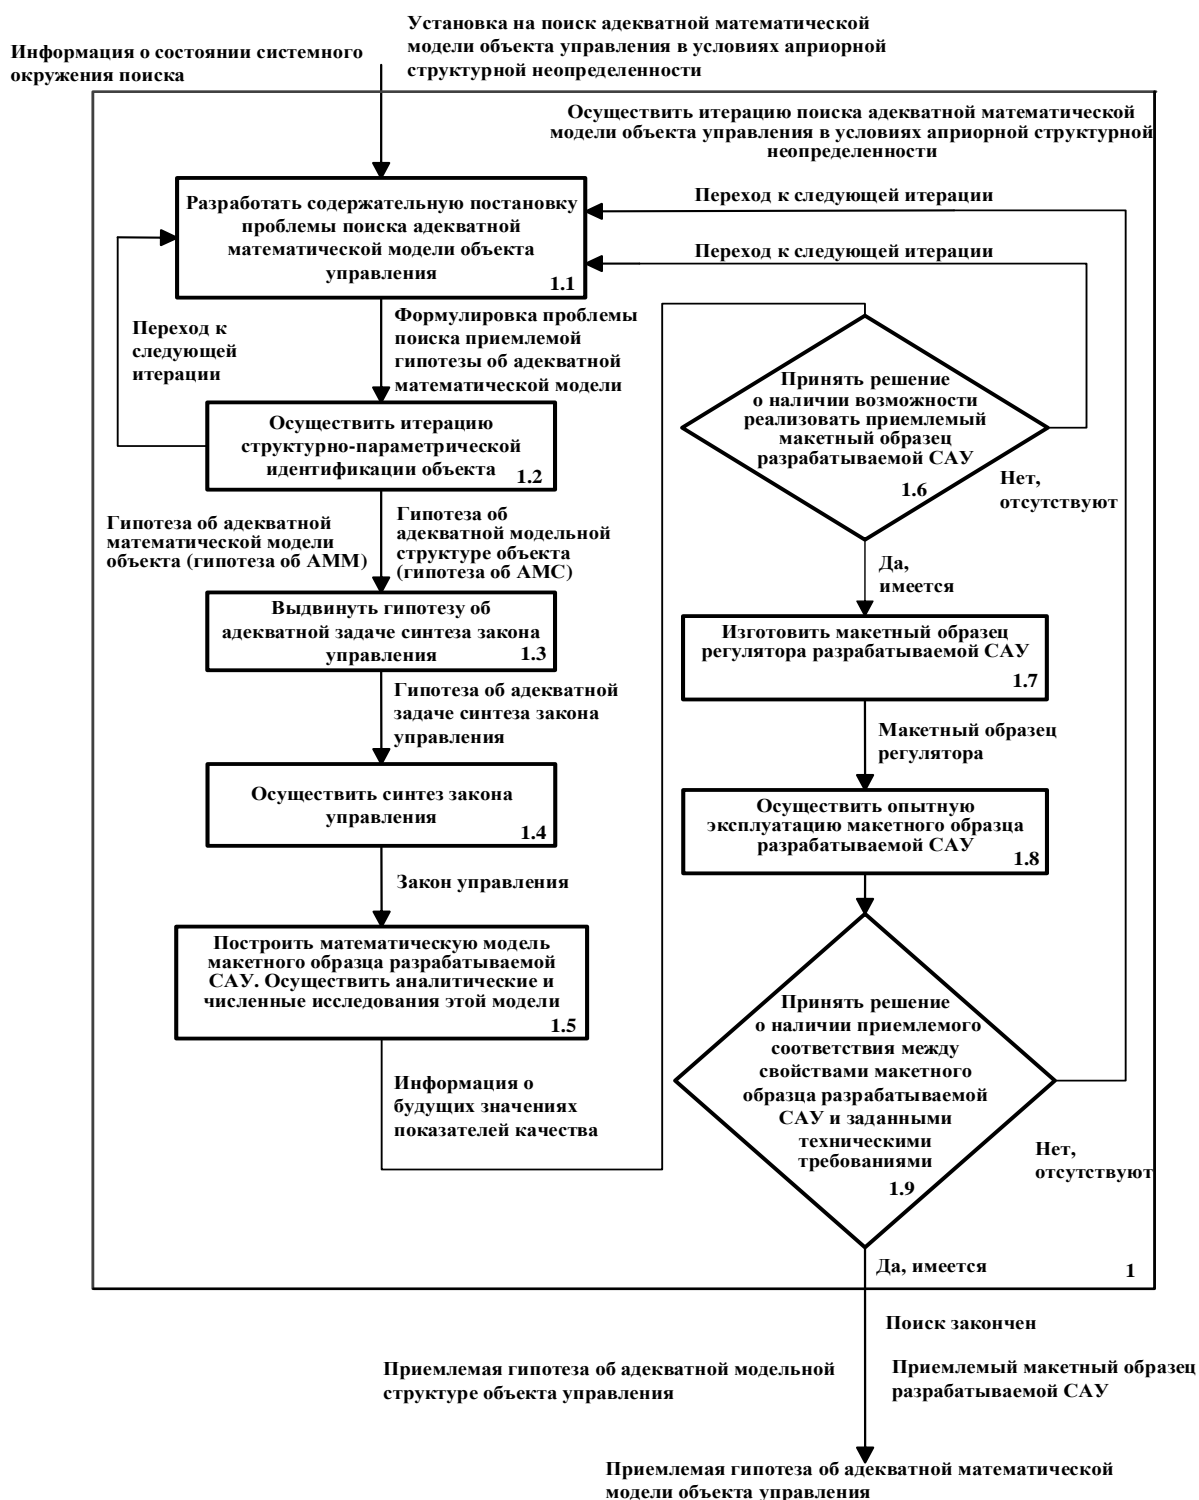 Установка на поиск адекватной математической
модели объекта управления в условиях априорной
структурной неопределенности
Информация о состоянии системного
окружения поиска
Осуществить итерацию поиска адекватной математической
модели объекта управления в условиях априорной структурной
неопределенности
Разработать содержательную постановку
проблемы поиска адекватной
математической модели объекта
управления
1.1
Переход к следующей итерации
Переход к следующей итерации
Переход к
следующей
итерации
Формулировка проблемы
поиска приемлемой
гипотезы об адекватной
математической модели
Осуществить итерацию
структурно-параметрической
идентификации объекта
1.2
Гипотеза об адекватной
математической модели
объекта (гипотеза об АММ)
Гипотеза об
адекватной модельной
структуре объекта
(гипотеза об АМС)
Выдвинуть гипотезу об
адекватной задаче синтеза закона
управления
1.3
Гипотеза об адекватной
задаче синтеза закона
управления
Осуществить синтез закона
управления
1.4
Закон управления
Построить математическую модель
макетного образца разрабатываемой
САУ. Осуществить аналитические и
численные исследования этой модели
1.5
Информация о
будущих значениях
показателей качества
Принять решение
о наличии возможности
реализовать приемлемый
макетный образец
разрабатываемой САУ
1.6
Нет,
отсутствуют
Да,
имеется
Изготовить макетный образец
регулятора разрабатываемой САУ
1.7
Макетный образец
регулятора
Осуществить опытную
эксплуатацию макетного образца
разрабатываемой САУ
1.8
Принять решение
о наличии приемлемого
соответствия между
свойствами макетного
образца разрабатываемой
САУ и заданными
техническими
требованиями
1.9
Нет,
отсутствуют
Да, имеется
1
Поиск закончен
Приемлемая гипотеза об адекватной модельной
структуре объекта управления
Приемлемый макетный образец
разрабатываемой САУ
Приемлемая гипотеза об адекватной математической
модели объекта управления